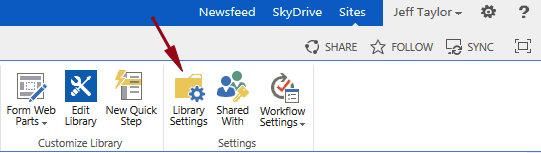 Newsfeed SkyDrive Sites Jeff Taylor
SHARE FOLLOW SYNC
Form Web Parts
Edit Library
New Quick Step
Library Settings
Shared With
Workflow Settings
Customize Library Settings